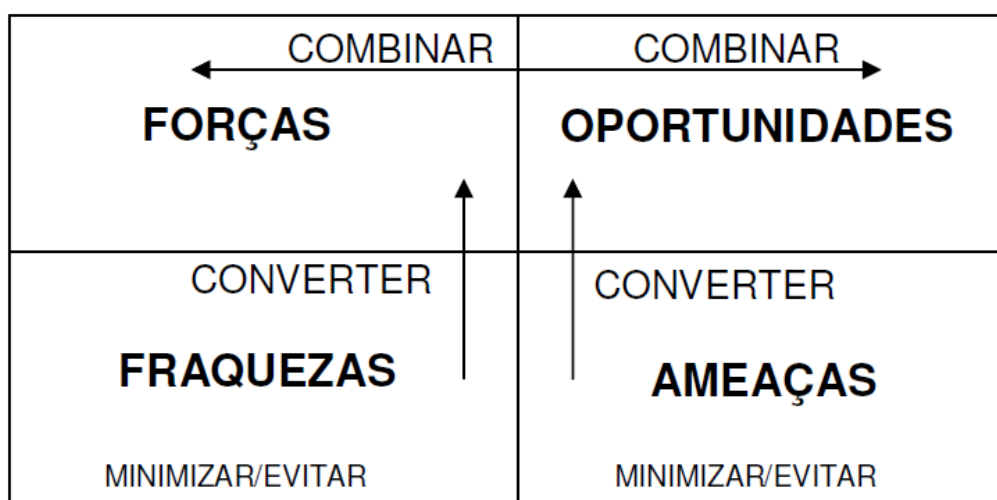 COMBINAR
COMBINAR
FORÇAS
OPORTUNIDADES
CONVERTER
CONVERTER
FRAQUEZAS
AMEAÇAS
MINIMIZAR/EVITAR
MINIMIZAR/EVITAR